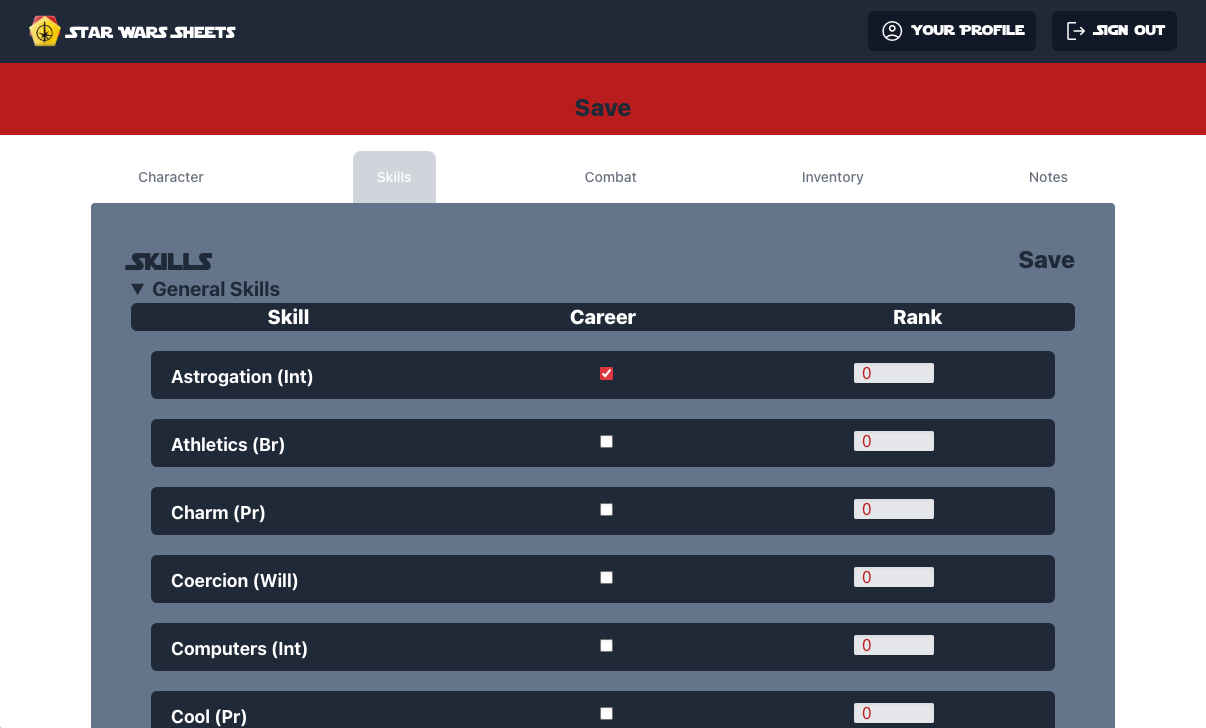 STAR WARS SHEETS
YOUR PROFILE
SIGN OUT
Save
Character Skills Combat Inventory Notes
SKILLS
Save
▼ General Skills
Skill Career Rank
Astrogation (Int) 0
Athletics (Br) 0
Charm (Pr) 0
Coercion (Will) 0
Computers (Int) 0
Cool (Pr) 0